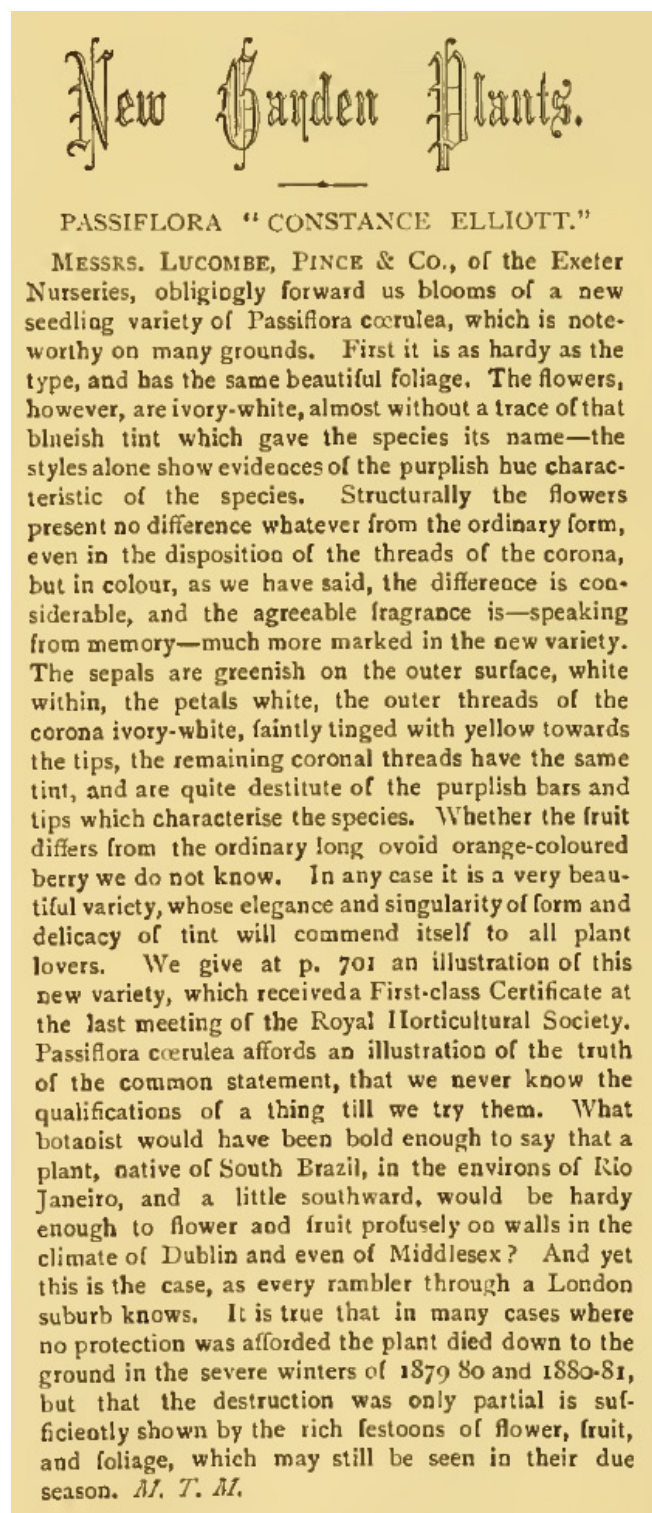 New Garden Plants.
PASSIFLORA “CONSTANCE ELLIOTT.”
MESSRS. LUCOMBE, PINCE & CO., of the Exeter
Nurseries, obligingly forward us blooms of a new
seedling variety of Passiflora cœrulea, which is note-
worthy on many grounds. First it is as hardy as the
type, and has the same beautiful foliage. The flowers,
however, are ivory-white, almost without a trace of that
blueish tint which gave the species its name—the
styles alone show evidences of the purplish hue charac-
teristic of the species. Structurally the flowers
present no difference whatever from the ordinary form,
even in the disposition of the threads of the corona,
but in colour, as we have said, the difference is con-
siderable, and the agreeable fragrance is—speaking
from memory—much more marked in the new variety.
The sepals are greenish on the outer surface, white
within, the petals white, the outer threads of the
corona ivory-white, faintly tinged with yellow towards
the tips, the remaining coronal threads have the same
tint, and are quite destitute of the purplish bars and
tips which characterise the species. Whether the fruit
differs from the ordinary long ovoid orange-coloured
berry we do not know. In any case it is a very beau-
tiful variety, whose elegance and singularity of form and
delicacy of tint will commend itself to all plant
lovers. We give at p. 701 an illustration of this
new variety, which received a First-class Certificate at
the last meeting of the Royal Horticultural Society.
Passiflora cœrulea affords an illustration of the truth
of the common statement, that we never know the
qualifications of a thing till we try them. What
botanist would have been bold enough to say that a
plant, native of South Brazil, in the environs of Rio
Janeiro, and a little southward, would be hardy
enough to flower and fruit profusely on walls in the
climate of Dublin and even of Middlesex? And yet
this is the case, as every rambler through a London
suburb knows. It is true that in many cases where
no protection was afforded the plant died down to the
ground in the severe winters of 1879 80 and 1880-81,
but that the destruction was only partial is suf-
ficiently shown by the rich festoons of flower, fruit,
and foliage, which may still be seen in their due
season. M. T. M.